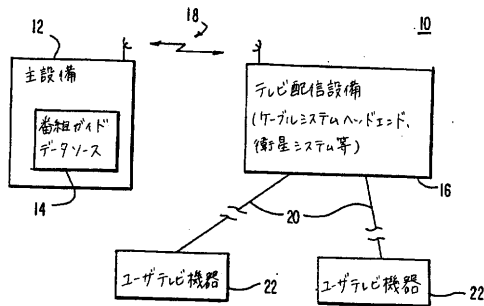 18
10
12
主設備
番組ガイド
データソース
14
テレビ配信設備
(ケーブルシステムヘッドエンド、
衛星システム等)
16
20
ユーザテレビ機器
22
ユーザテレビ機器
22